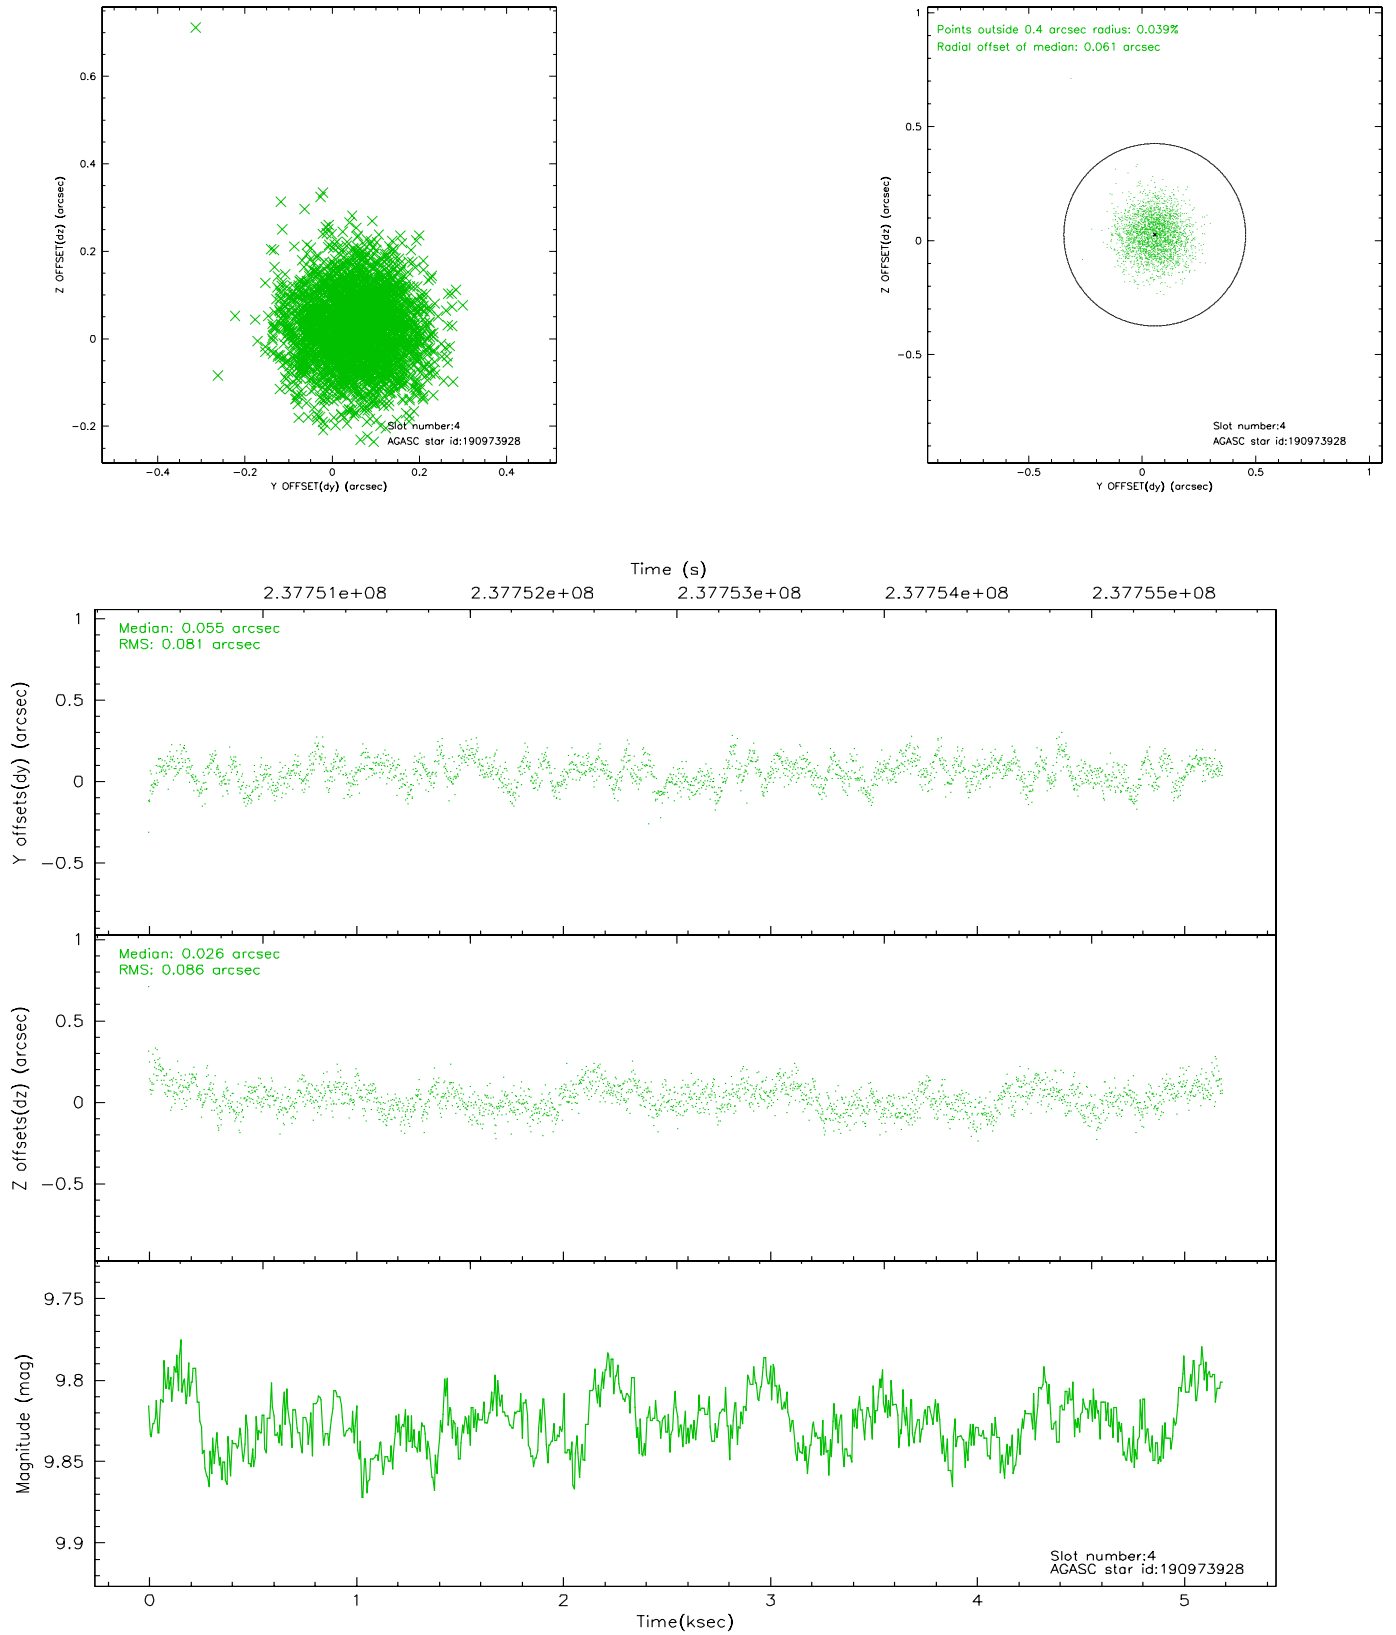 0.6
0.4
0.2
0
−0.2
−0.4
−0.2
0
0.2
0.4
Z OFFSET(dz) (arcsec)
Y OFFSET(dy) (arcsec)
Slot number:4
AGASC star id:190973928
Points outside 0.4 arcsec radius: 0.039%
Radial offset of median: 0.061 arcsec
1
0.5
0
−0.5
−0.5
0
0.5
1
Z OFFSET(dz) (arcsec)
Y OFFSET(dy) (arcsec)
Slot number:4
AGASC star id:190973928
Time (s)
2.37751e+08
2.37752e+08
2.37753e+08
2.37754e+08
2.37755e+08
Median: 0.055 arcsec
RMS: 0.081 arcsec
1
0.5
0
−0.5
Y offsets(dy) (arcsec)
Median: 0.026 arcsec
RMS: 0.086 arcsec
1
0.5
0
−0.5
Z offsets(dz) (arcsec)
9.75
9.8
9.85
9.9
Magnitude (mag)
Slot number:4
AGASC star id:190973928
0
1
2
3
4
5
Time(ksec)